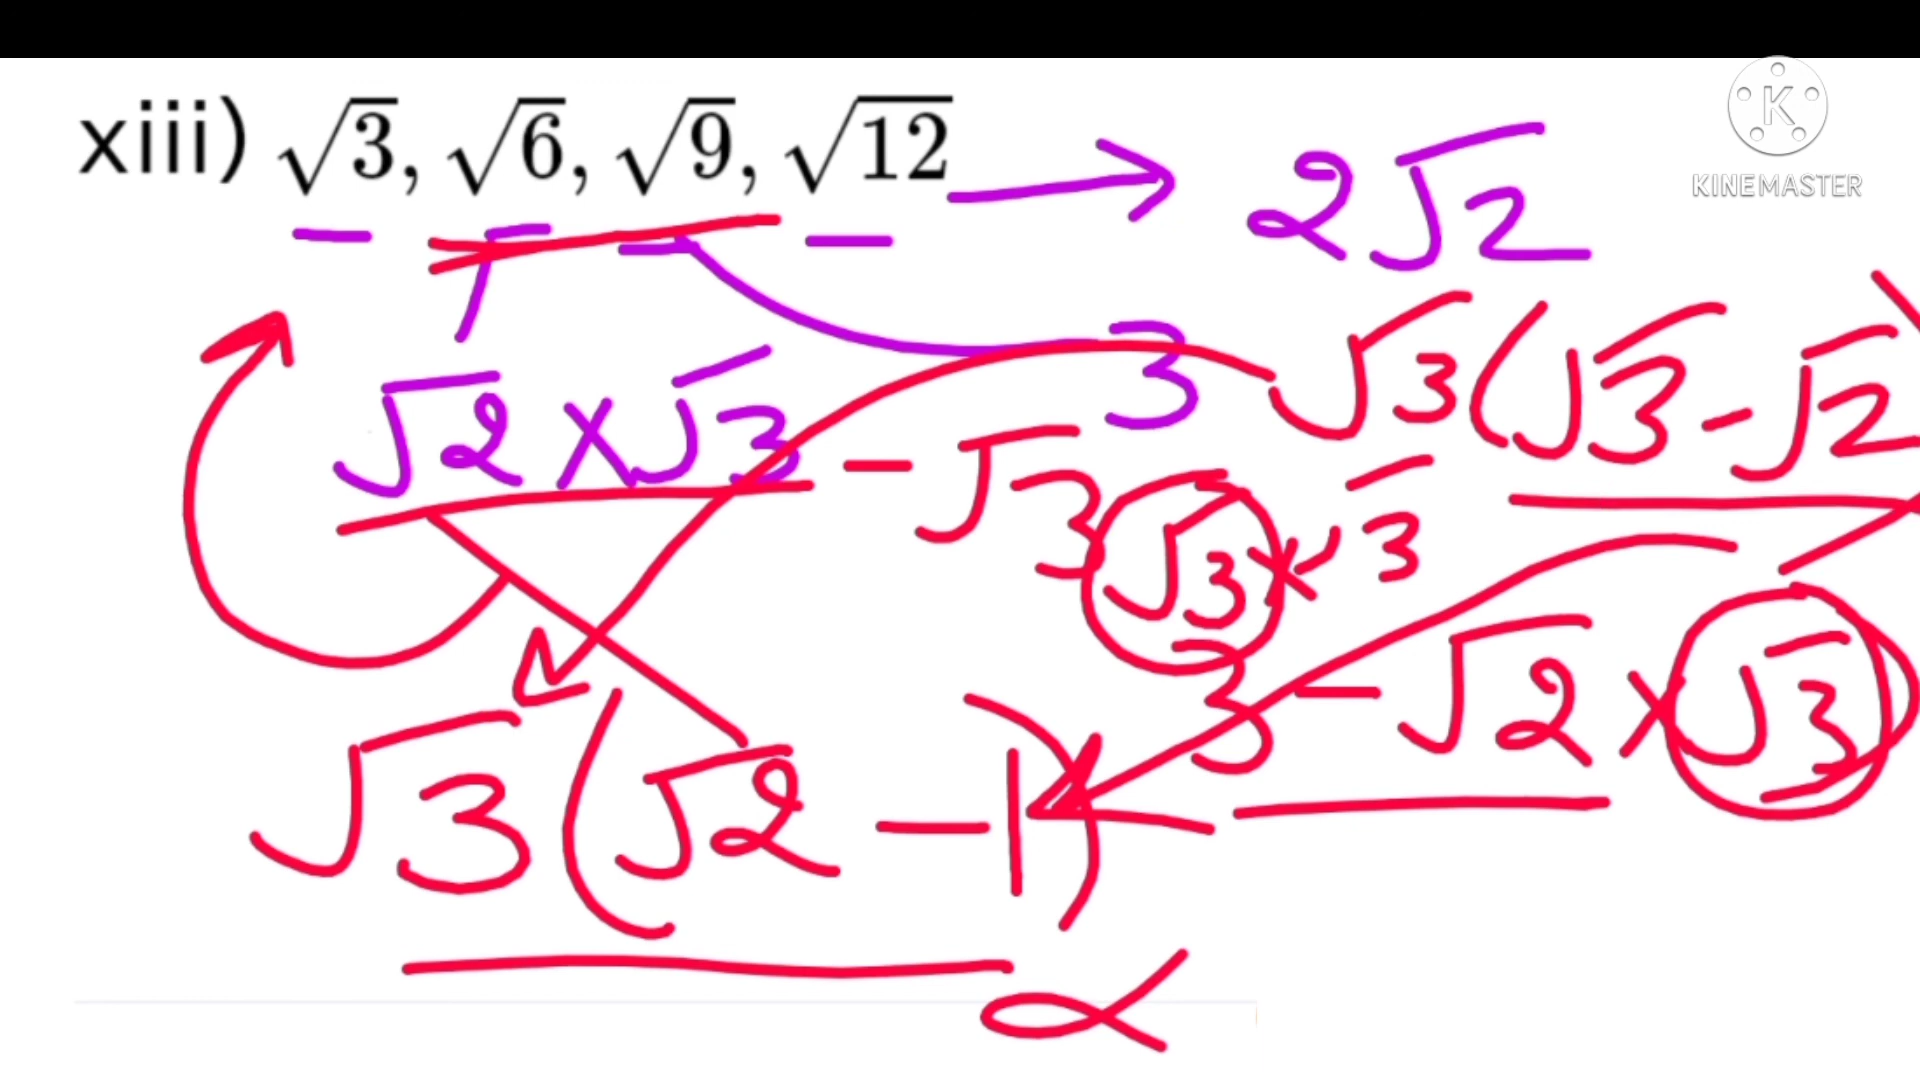 xiii) √3, √6, √9, √12 → 2√2
KINEMASTER
√2 × √3 - √3
3
√3(√3 - √2)
√3 × √3
3 - √2 × √3
√3(√2 - 1)